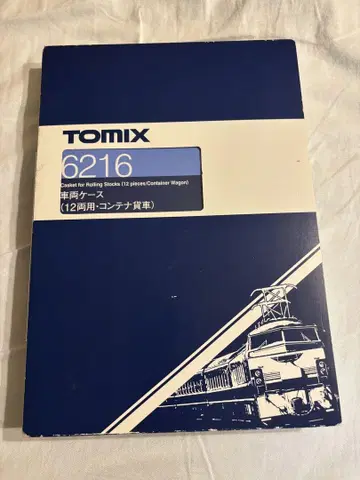 TOMIX
6216
Casket for Rolling Stocks (12 pieces/Container Wagon)
車両ケース
(12両用・コンテナ貨車)